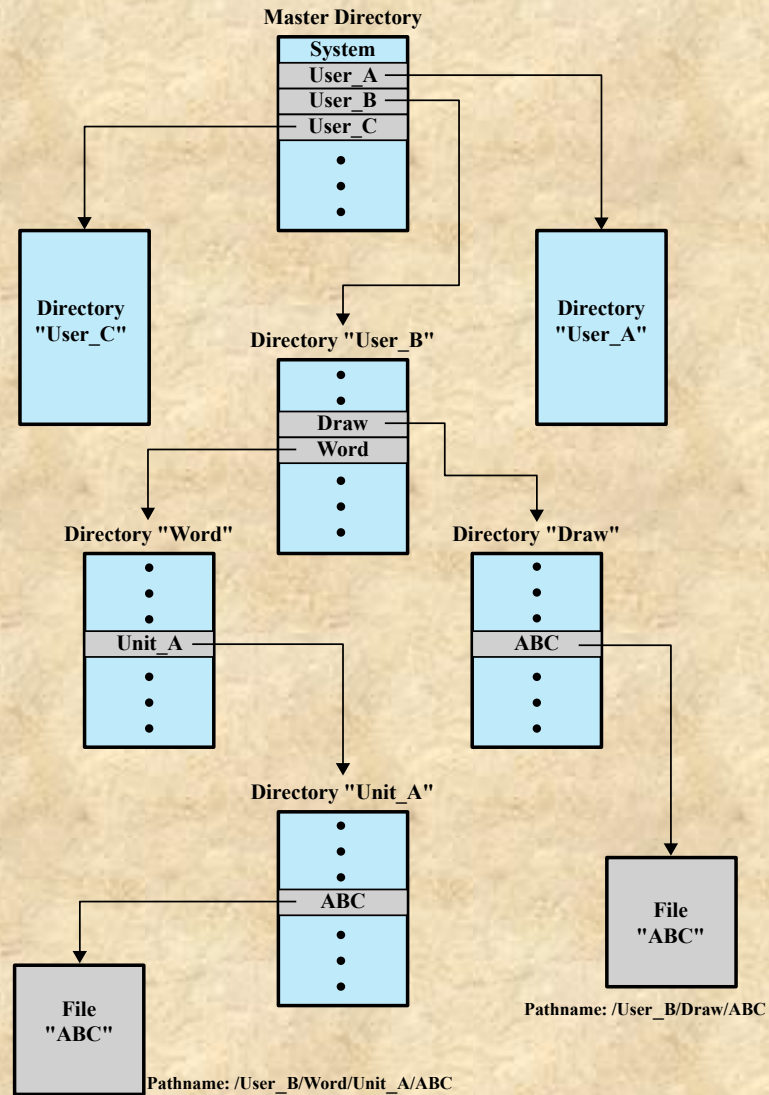 Master Directory
System
User_A
User_B
User_C
Directory
"User_C"
Directory
"User_A"
Directory "User_B"
Draw
Word
Directory "Word"
Directory "Draw"
Unit_A
ABC
Directory "Unit_A"
ABC
File
"ABC"
Pathname: /User_B/Draw/ABC
File
"ABC"
Pathname: /User_B/Word/Unit_A/ABC